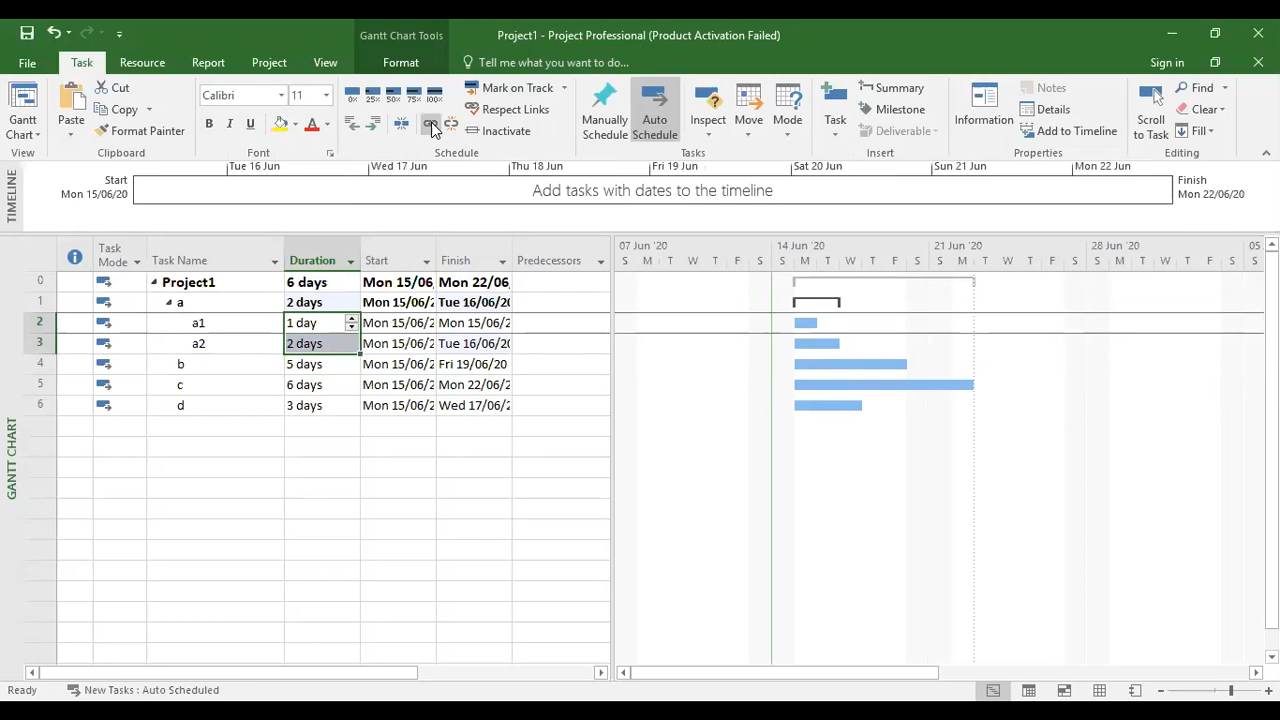 Gantt Chart Tools
Project1 - Project Professional (Product Activation Failed)
File Task Resource Report Project View Format Tell me what you want to do... Sign in
Gantt Chart
View
Paste
Cut
Copy
Format Painter
Clipboard
Calibri 11
B I U A
Font
0% 25% 50% 75% 100%
Mark on Track
Respect Links
Inactivate
Schedule
Manually Schedule
Auto Schedule
Inspect
Move
Mode
Tasks
Task
Summary
Milestone
Deliverable
Insert
Information
Notes
Details
Add to Timeline
Properties
Scroll to Task
Find
Clear
Fill
Editing
TIMELINE
Tue 16 Jun Wed 17 Jun Thu 18 Jun Fri 19 Jun Sat 20 Jun Sun 21 Jun Mon 22 Jun
Start
Mon 15/06/20
Add tasks with dates to the timeline
Finish
Mon 22/06/20
GANTT CHART
Task Mode Task Name Duration Start Finish Predecessors
07 Jun '20 14 Jun '20 21 Jun '20 28 Jun '20 05
S M T W T F S S M T W T F S S M T W T F S S M T W T F S S
0 Project1 6 days Mon 15/06 Mon 22/06
1 a 2 days Mon 15/06/2 Tue 16/06/20
2 a1 1 day Mon 15/06/2 Mon 15/06/2
3 a2 2 days Mon 15/06/2 Tue 16/06/20
4 b 5 days Mon 15/06/2 Fri 19/06/20
5 c 6 days Mon 15/06/2 Mon 22/06/2
6 d 3 days Mon 15/06/2 Wed 17/06/2
Ready New Tasks : Auto Scheduled